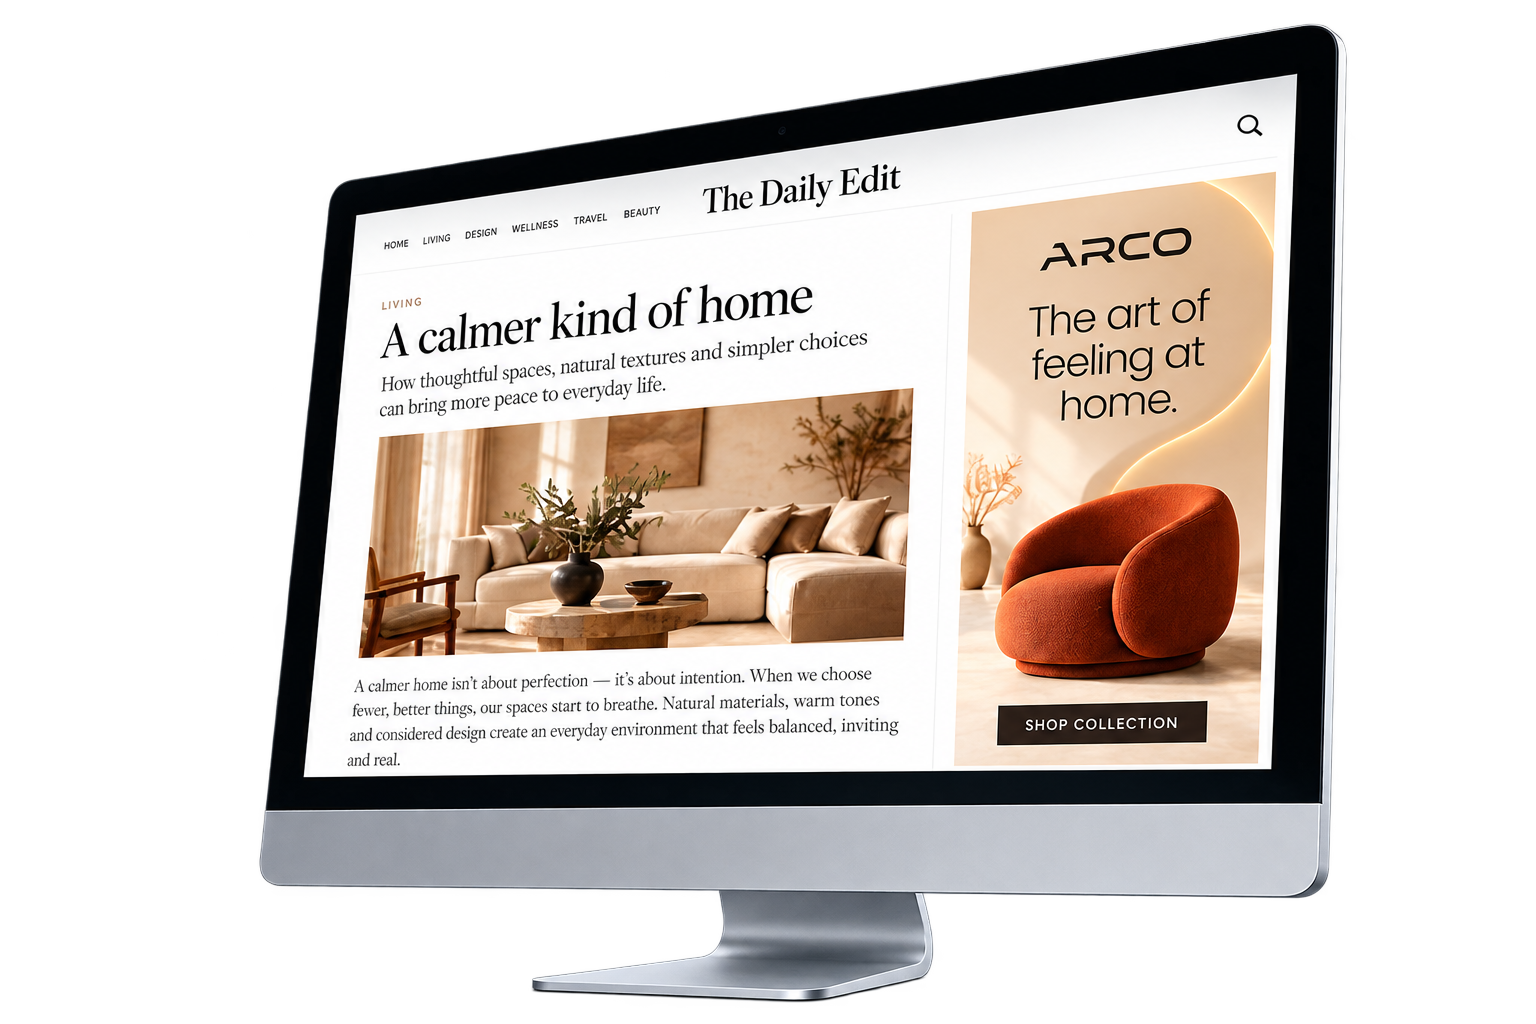 The Daily Edit
HOME LIVING DESIGN WELLNESS TRAVEL BEAUTY
LIVING
A calmer kind of home
How thoughtful spaces, natural textures and simpler choices
can bring more peace to everyday life.
A calmer home isn't about perfection — it's about intention. When we choose
fewer, better things, our spaces start to breathe. Natural materials, warm tones
and considered design create an everyday environment that feels balanced, inviting
and real.
ARCO
The art of
feeling at
home.
SHOP COLLECTION